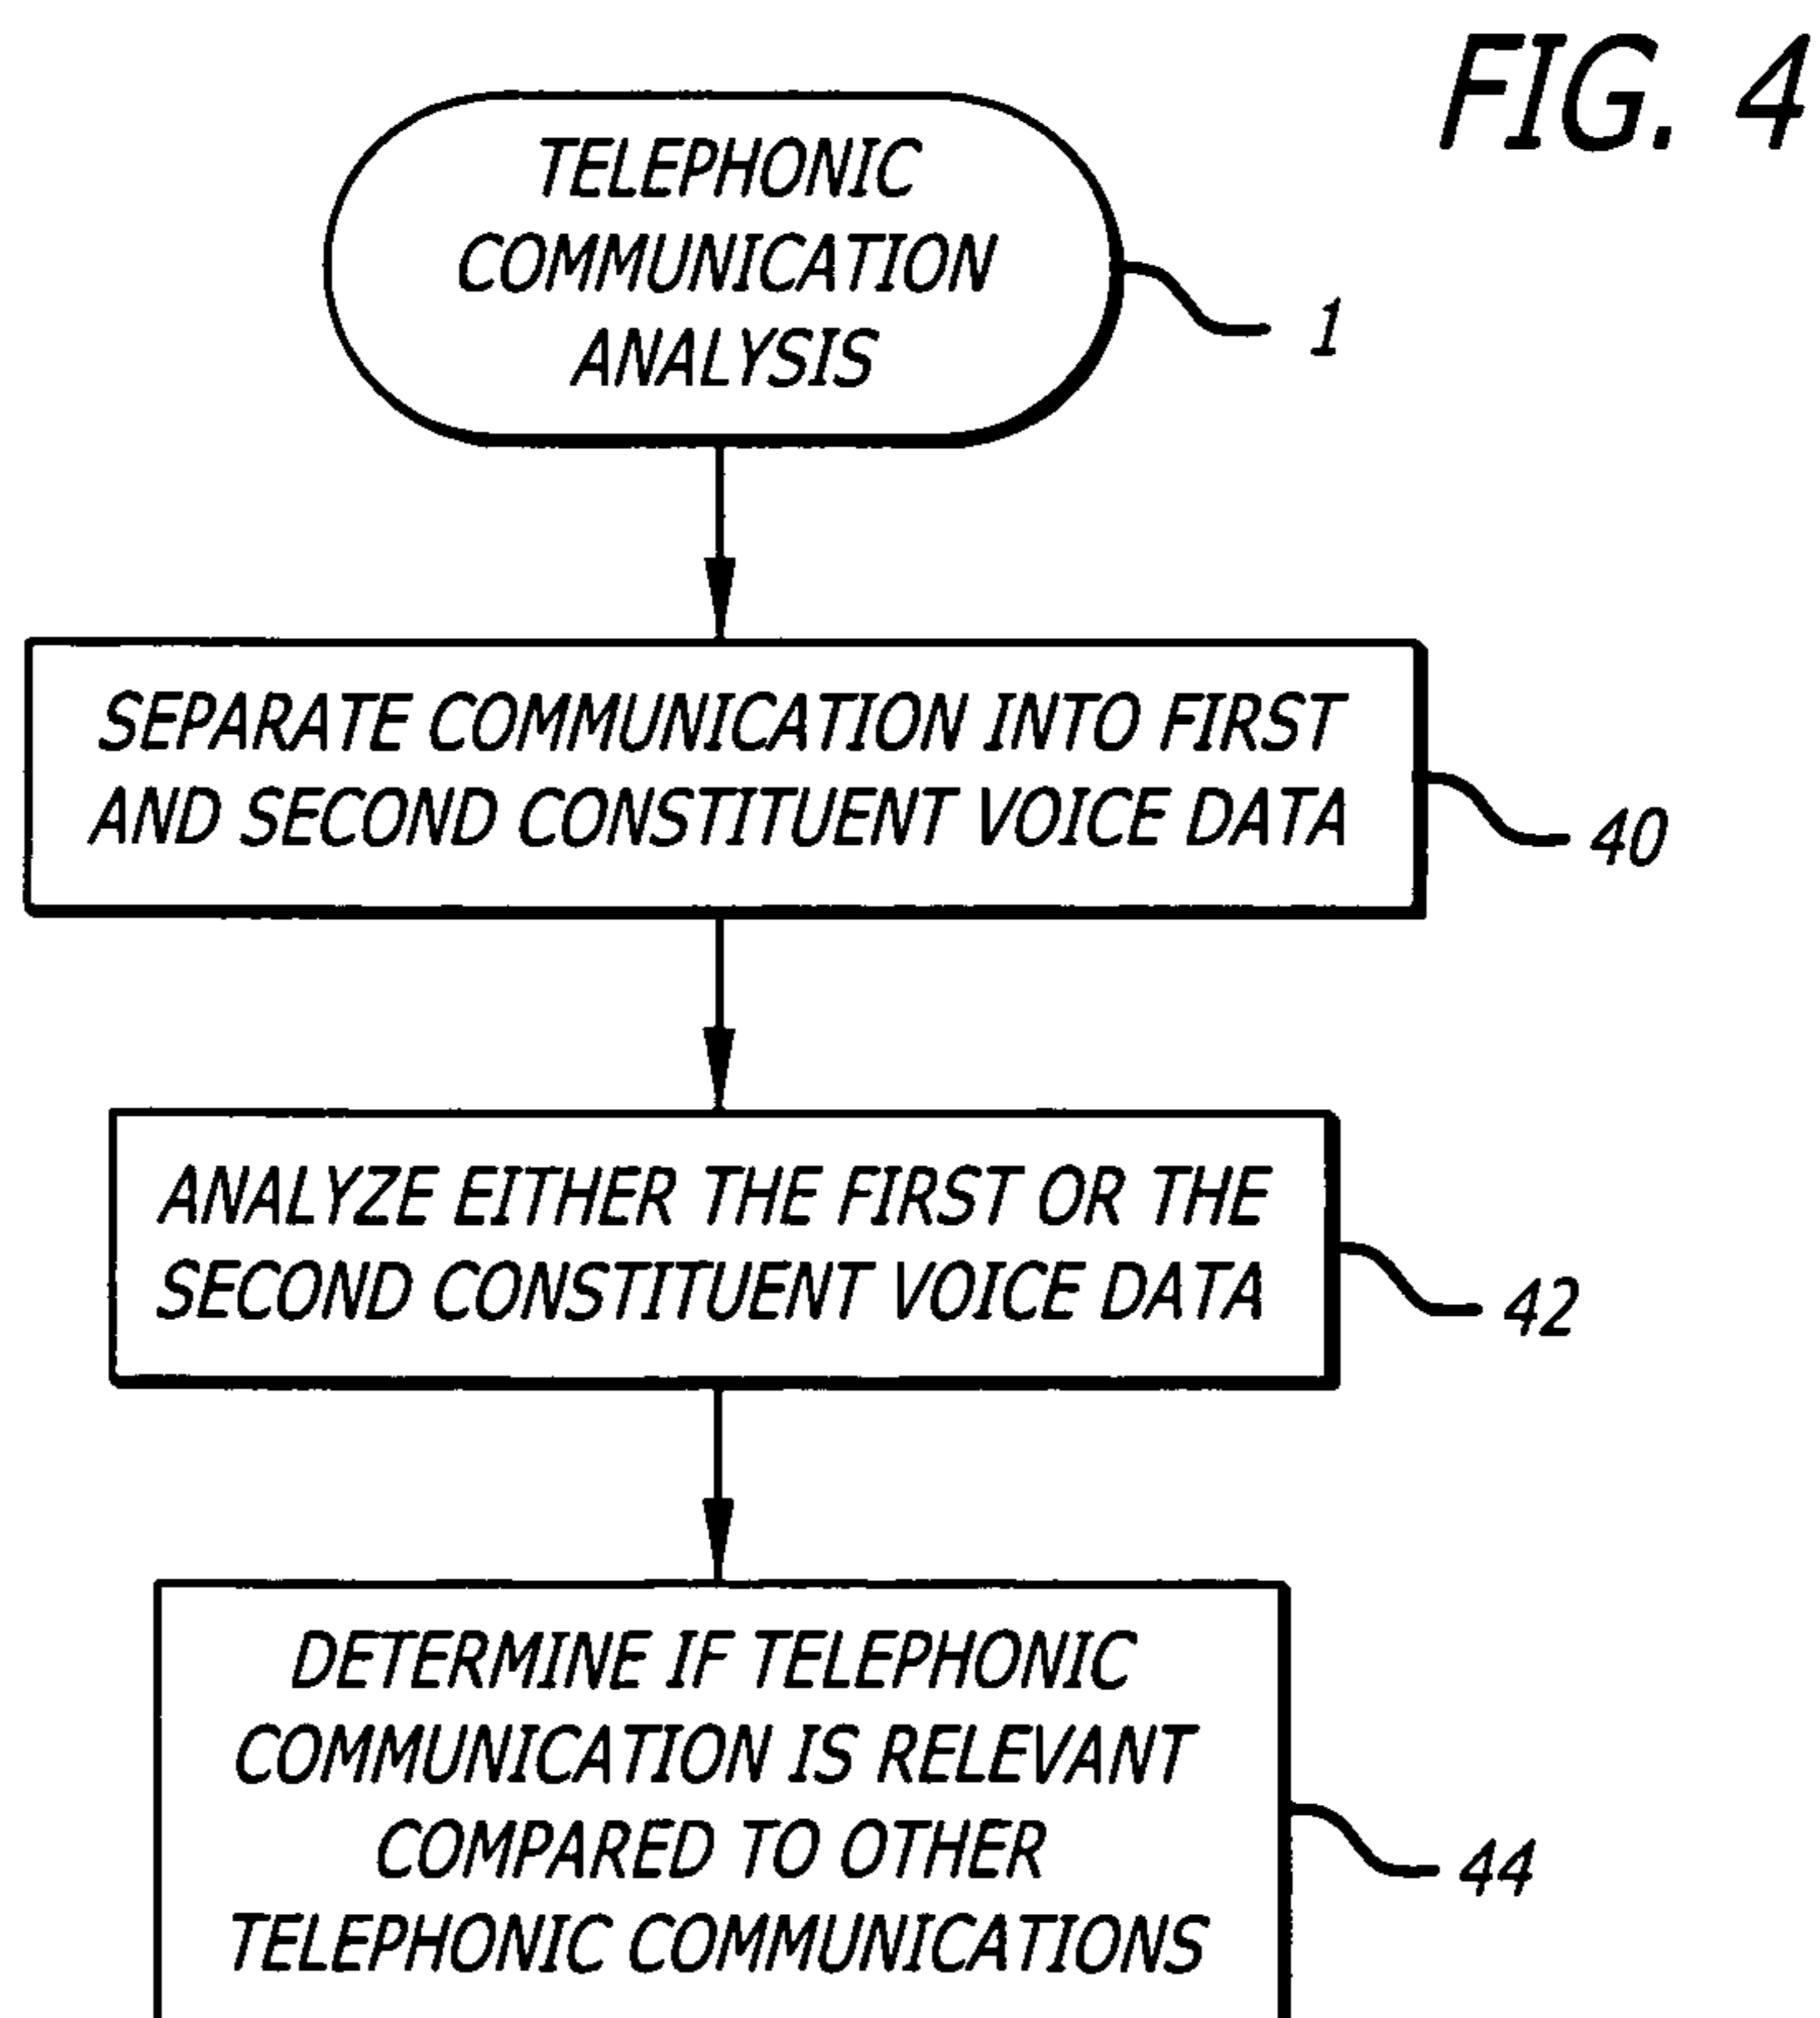 FIG. 4
TELEPHONIC
COMMUNICATION
ANALYSIS
1
SEPARATE COMMUNICATION INTO FIRST
AND SECOND CONSTITUENT VOICE DATA
40
ANALYZE EITHER THE FIRST OR THE
SECOND CONSTITUENT VOICE DATA
42
DETERMINE IF TELEPHONIC
COMMUNICATION IS RELEVANT
COMPARED TO OTHER
TELEPHONIC COMMUNICATIONS
44